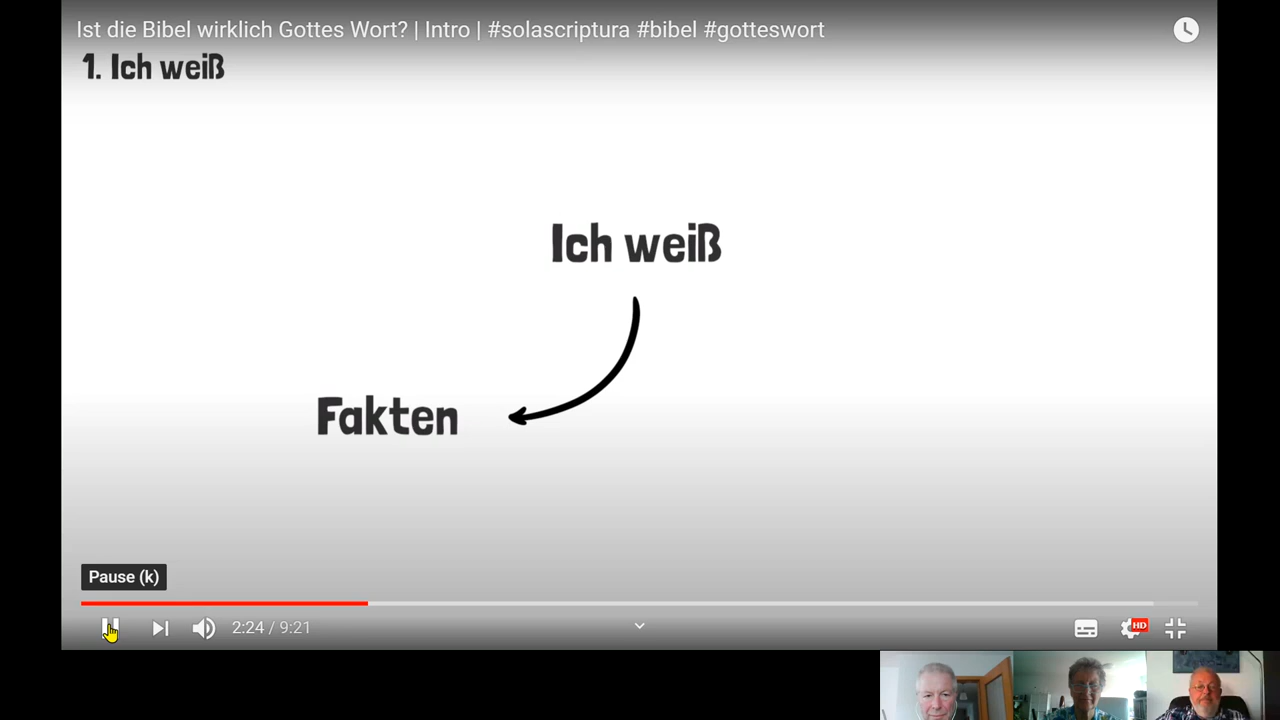 Ist die Bibel wirklich Gottes Wort? | Intro | #solascriptura #bibel #gotteswort
1. Ich weiß
Ich weiß
Fakten
Pause (k)
2:24 / 9:21
HD